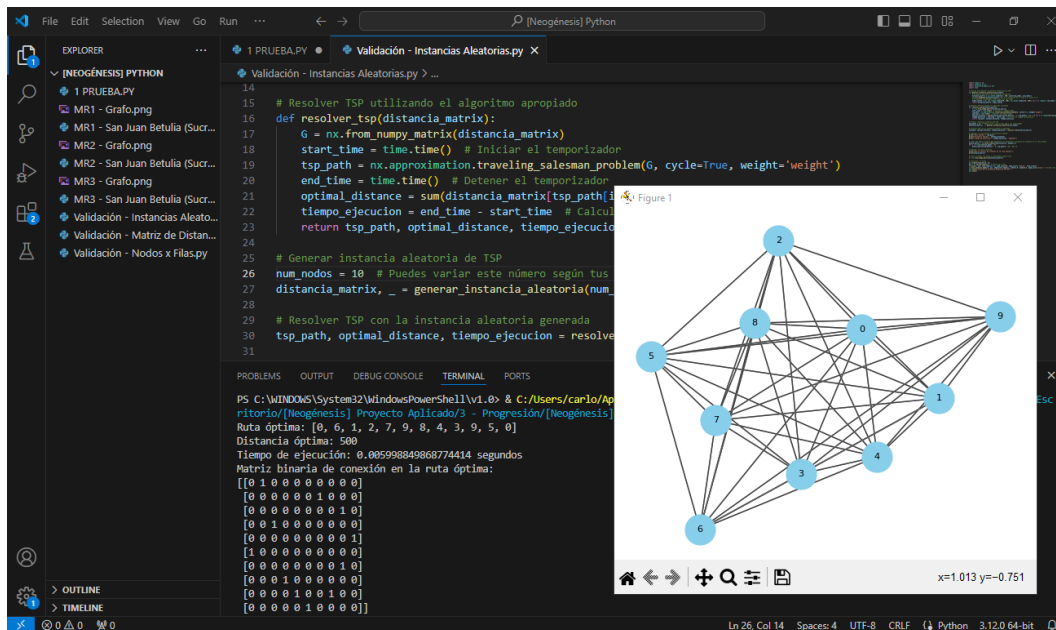 File Edit Selection View Go Run ··· [Neogénesis] Python
EXPLORER ···
[NEOGÉNESIS] PYTHON
1 PRUEBA.PY
MR1 - Grafo.png
MR1 - San Juan Betulia (Sucr...
MR2 - Grafo.png
MR2 - San Juan Betulia (Sucr...
MR3 - Grafo.png
MR3 - San Juan Betulia (Sucr...
Validación - Instancias Aleato...
Validación - Matriz de Distan...
Validación - Nodos x Filas.py
OUTLINE
TIMELINE
1
2
1
1 PRUEBA.PY Validación - Instancias Aleatorias.py
Validación - Instancias Aleatorias.py > ...
14
15 # Resolver TSP utilizando el algoritmo apropiado
16 def resolver_tsp(distancia_matrix):
17 G = nx.from_numpy_matrix(distancia_matrix)
18 start_time = time.time() # Iniciar el temporizador
19 tsp_path = nx.approximation.traveling_salesman_problem(G, cycle=True, weight='weight')
20 end_time = time.time() # Detener el temporizador
21 optimal_distance = sum(distancia_matrix[tsp_path[i
22 tiempo_ejecucion = end_time - start_time # Calcul
23 return tsp_path, optimal_distance, tiempo_ejecucio
24
25 # Generar instancia aleatoria de TSP
26 num_nodos = 10 # Puedes variar este número según tus
27 distancia_matrix, _ = generar_instancia_aleatoria(num_
28
29 # Resolver TSP con la instancia aleatoria generada
30 tsp_path, optimal_distance, tiempo_ejecucion = resolve
31
PROBLEMS OUTPUT DEBUG CONSOLE TERMINAL PORTS
PS C:\WINDOWS\System32\WindowsPowerShell\v1.0> & C:/Users/carlo/Ap
Esc
ritorio/[Neogénesis] Proyecto Aplicado/3 - Progresión/[Neogénesis]
Ruta óptima: [0, 6, 1, 2, 7, 9, 8, 4, 3, 9, 5, 0]
Distancia óptima: 500
Tiempo de ejecución: 0.005998849868774414 segundos
Matriz binaria de conexión en la ruta óptima:
[[0 1 0 0 0 0 0 0 0 0]
[0 0 0 0 0 0 1 0 0 0]
[0 0 0 0 0 0 0 0 1 0]
[0 0 1 0 0 0 0 0 0 0]
[0 0 0 0 0 0 0 0 0 1]
[1 0 0 0 0 0 0 0 0 0]
[0 0 0 0 0 0 0 0 1 0]
[0 0 0 1 0 0 0 0 0 0]
[0 0 0 0 1 0 0 1 0 0]
[0 0 0 0 0 1 0 0 0 0]]
Figure 1
2
9
8
0
5
1
7
4
3
6
x=1.013 y=-0.751
0 0 0 Ln 26, Col 14 Spaces: 4 UTF-8 CRLF Python 3.12.0 64-bit